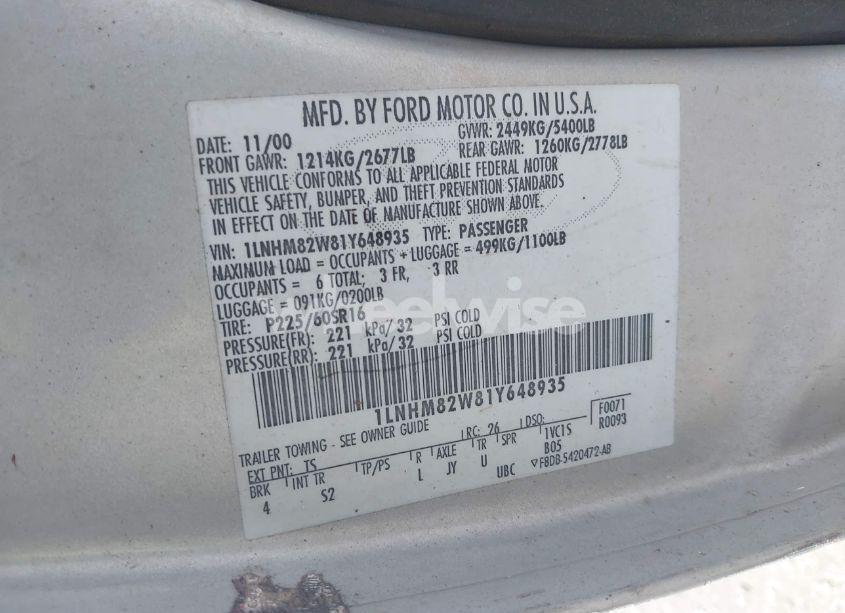 MFD. BY FORD MOTOR CO. IN U.S.A.
DATE: 11/00 GVWR: 2449KG/5400LB
FRONT GAWR: 1214KG/2677LB REAR GAWR: 1260KG/2778LB
THIS VEHICLE CONFORMS TO ALL APPLICABLE FEDERAL MOTOR
VEHICLE SAFETY, BUMPER, AND THEFT PREVENTION STANDARDS
IN EFFECT ON THE DATE OF MANUFACTURE SHOWN ABOVE.
VIN: 1LNHM82W81Y648935 TYPE: PASSENGER
MAXIMUM LOAD = OCCUPANTS + LUGGAGE = 499KG/1100LB
OCCUPANTS = 6 TOTAL; 3 FR, 3 RR
LUGGAGE = 091KG/0200LB
TIRE: P225/60SR16
PRESSURE(FR): 221 kPa/32 PSI COLD
PRESSURE(RR): 221 kPa/32 PSI COLD
wheelwise
1LNHM82W81Y648935
TRAILER TOWING - SEE OWNER GUIDE
EXT PNT: TS RC: 26 DSO: F0071
R0093
BRK INT TR TP/PS R AXLE TR SPR 1VC1S
4 S2 L JY U UBC B05
F8DB-5420472-AB